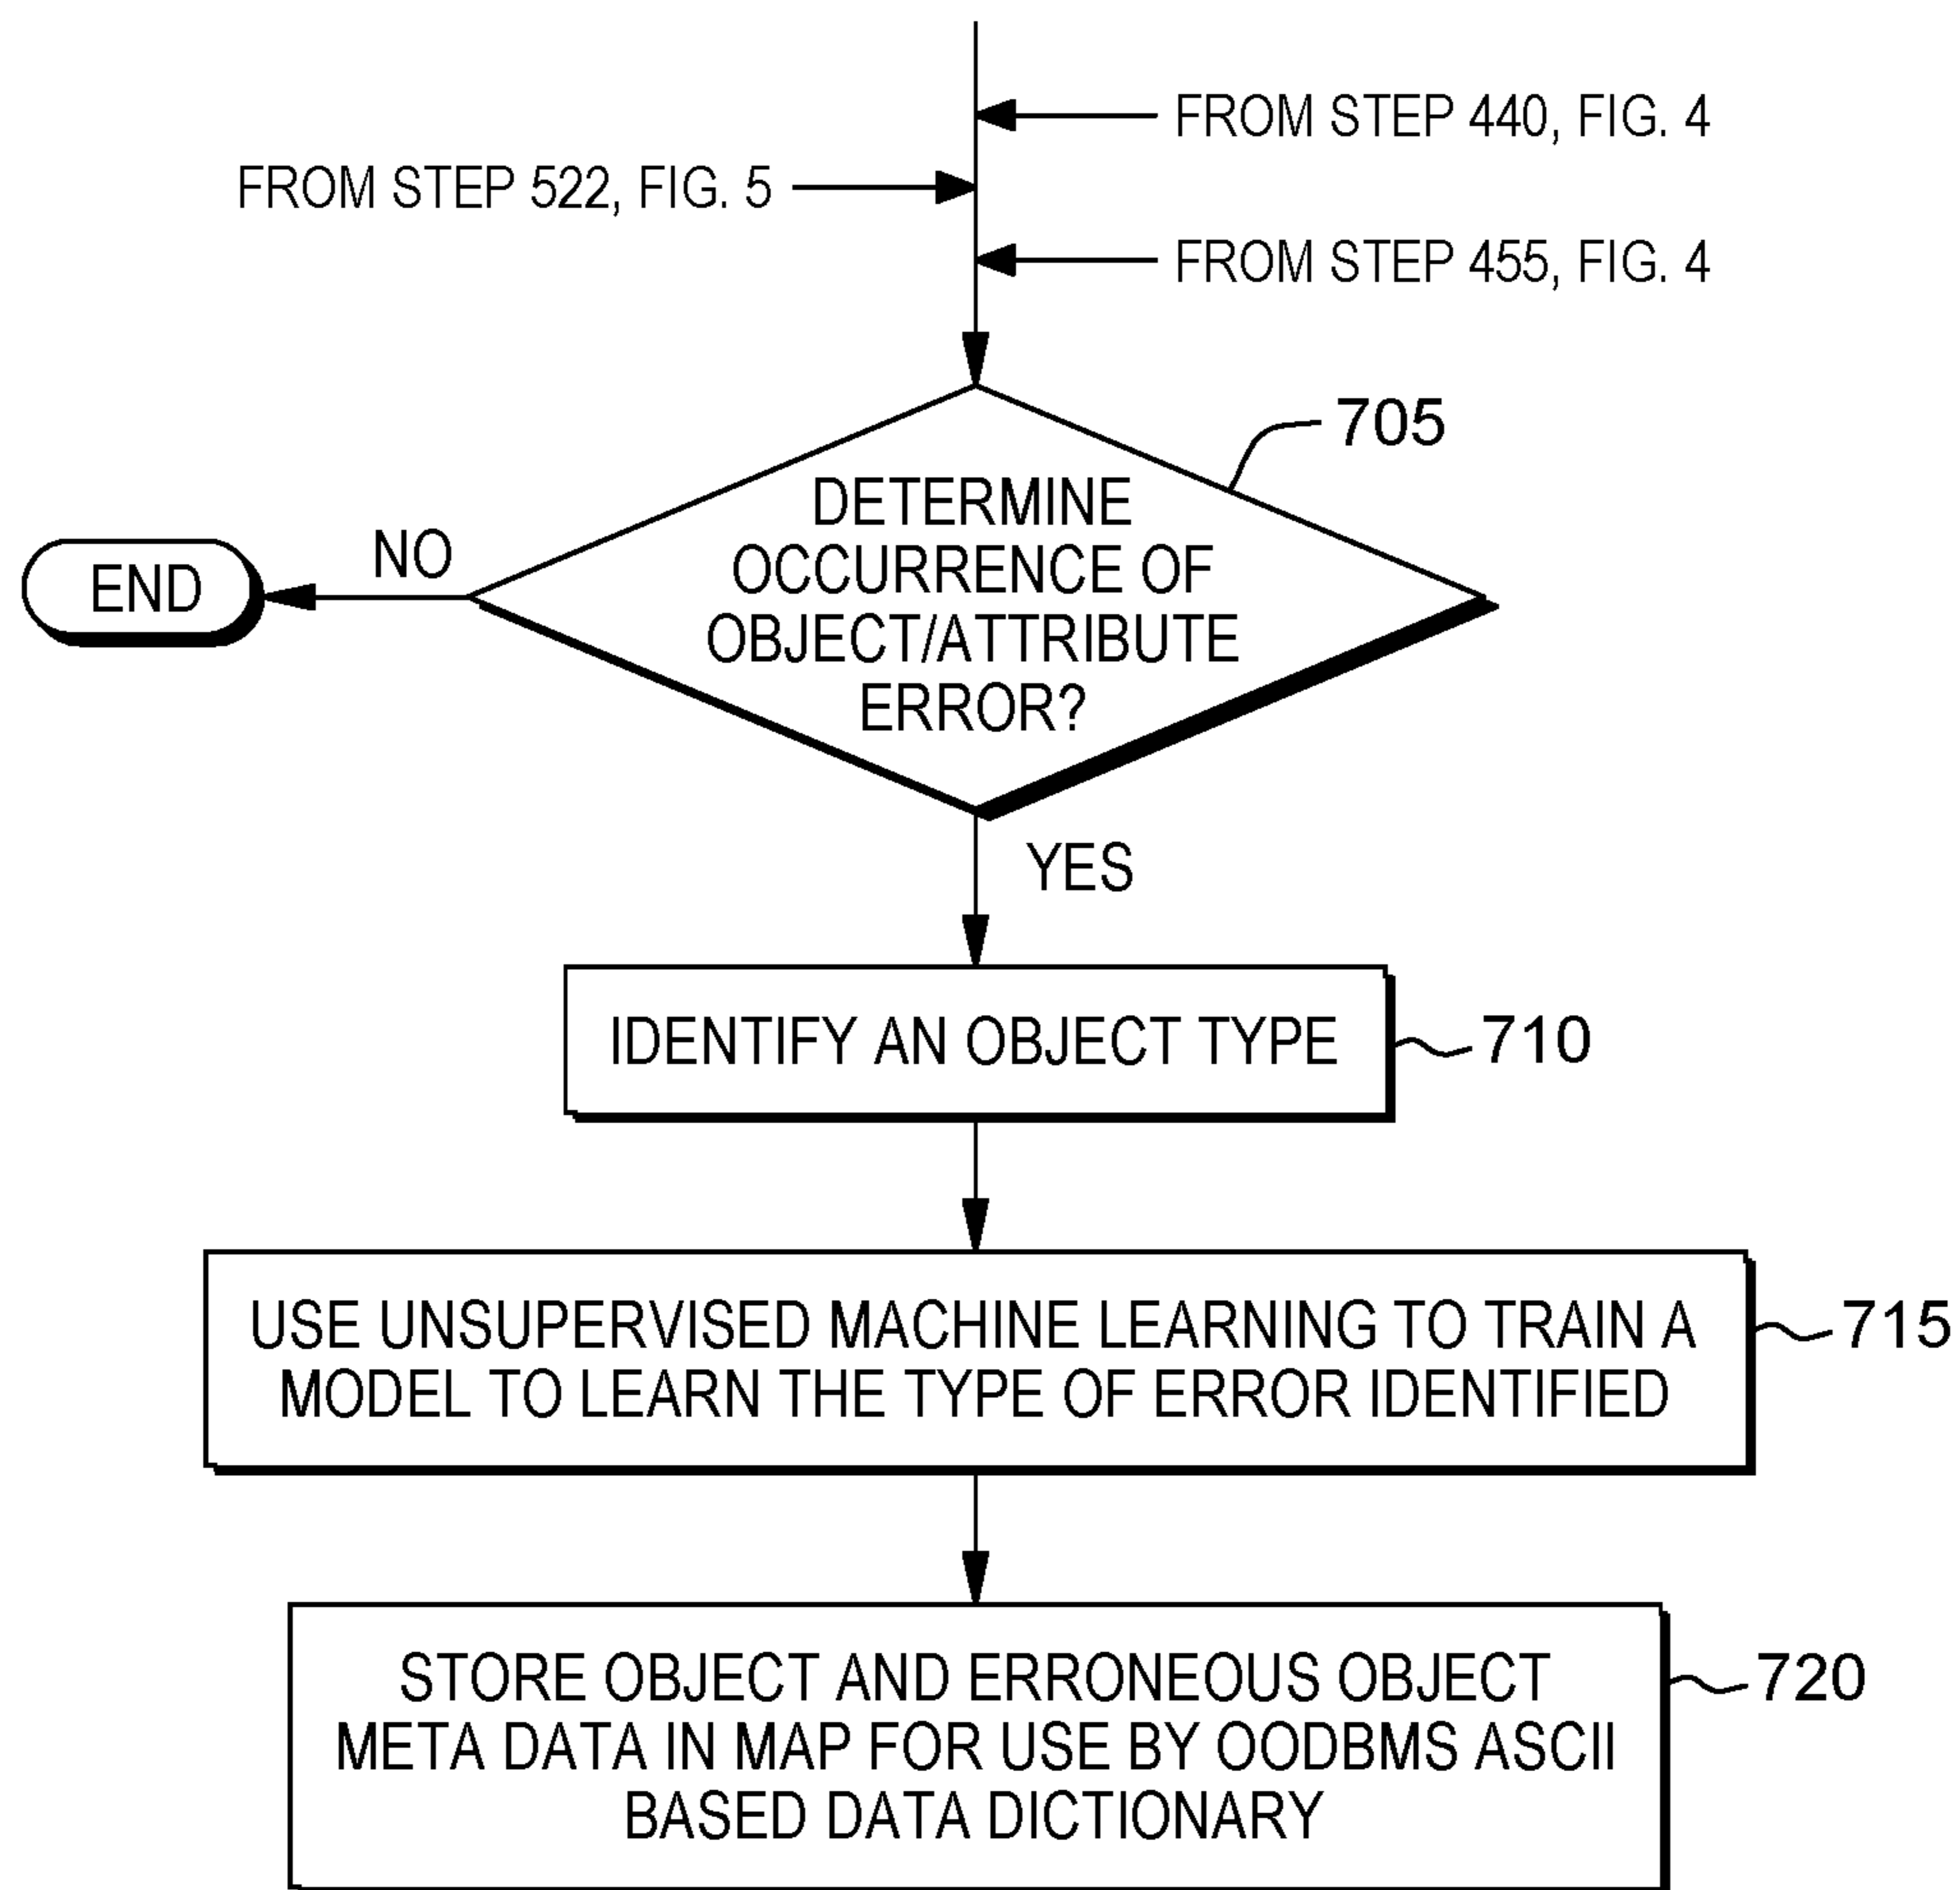 FROM STEP 440, FIG. 4
FROM STEP 522, FIG. 5
FROM STEP 455, FIG. 4
705
DETERMINE
OCCURRENCE OF
OBJECT/ATTRIBUTE
ERROR?
NO
END
YES
IDENTIFY AN OBJECT TYPE
710
USE UNSUPERVISED MACHINE LEARNING TO TRAIN A
MODEL TO LEARN THE TYPE OF ERROR IDENTIFIED
715
STORE OBJECT AND ERRONEOUS OBJECT
META DATA IN MAP FOR USE BY OODBMS ASCII
BASED DATA DICTIONARY
720